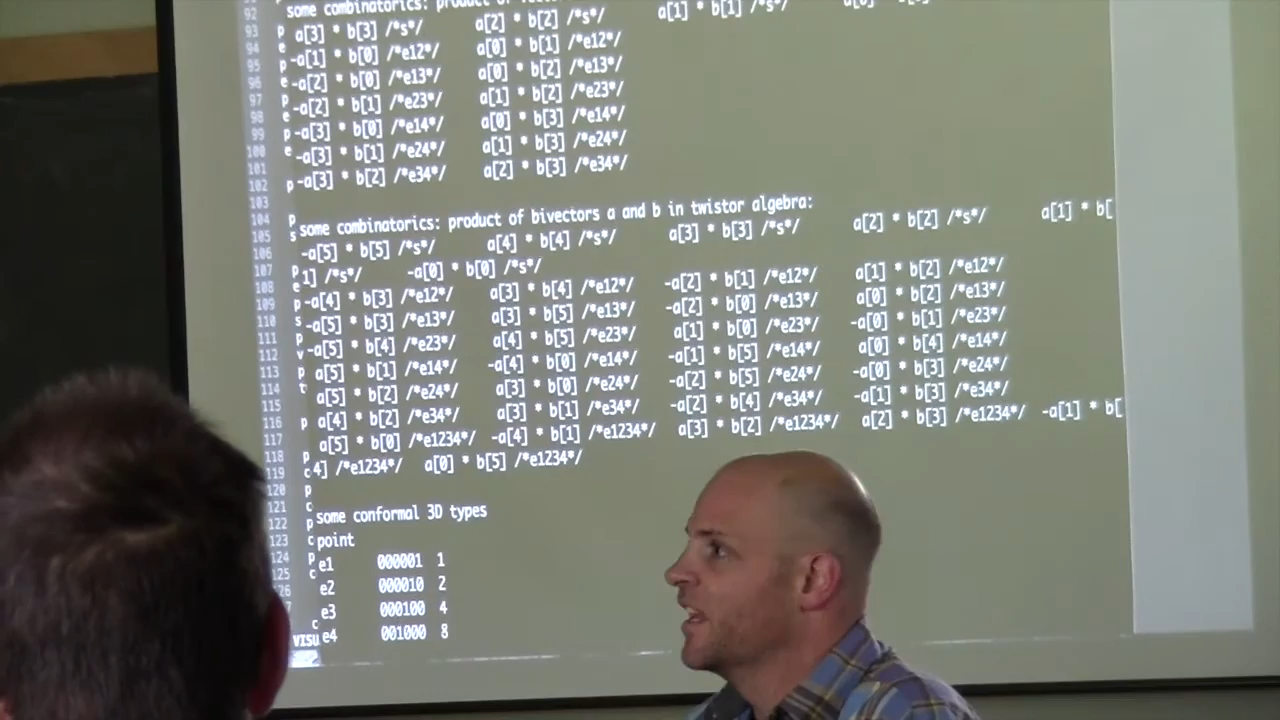 some combinatorics: product of
a[3] * b[3] /*s*/ a[2] * b[2] /*s*/ a[1] * b[1] /*s*/
-a[1] * b[0] /*e12*/ a[0] * b[1] /*e12*/
-a[2] * b[0] /*e13*/ a[0] * b[2] /*e13*/
-a[2] * b[1] /*e23*/ a[1] * b[2] /*e23*/
-a[3] * b[0] /*e14*/ a[0] * b[3] /*e14*/
-a[3] * b[1] /*e24*/ a[1] * b[3] /*e24*/
-a[3] * b[2] /*e34*/ a[2] * b[3] /*e34*/
some combinatorics: product of bivectors a and b in twistor algebra:
-a[5] * b[5] /*s*/ a[4] * b[4] /*s*/ a[3] * b[3] /*s*/ a[2] * b[2] /*s*/ a[1] * b[
1] /*s*/ -a[0] * b[0] /*s*/
-a[4] * b[3] /*e12*/ a[3] * b[4] /*e12*/ -a[2] * b[1] /*e12*/ a[1] * b[2] /*e12*/
-a[5] * b[3] /*e13*/ a[3] * b[5] /*e13*/ -a[2] * b[0] /*e13*/ a[0] * b[2] /*e13*/
-a[5] * b[4] /*e23*/ a[4] * b[5] /*e23*/ a[1] * b[0] /*e23*/ -a[0] * b[1] /*e23*/
a[5] * b[1] /*e14*/ -a[4] * b[0] /*e14*/ -a[1] * b[5] /*e14*/ a[0] * b[4] /*e14*/
a[5] * b[2] /*e24*/ a[3] * b[0] /*e24*/ -a[2] * b[5] /*e24*/ -a[0] * b[3] /*e24*/
a[4] * b[2] /*e34*/ a[3] * b[1] /*e34*/ -a[2] * b[4] /*e34*/ -a[1] * b[3] /*e34*/
a[5] * b[0] /*e1234*/ -a[4] * b[1] /*e1234*/ a[3] * b[2] /*e1234*/ a[2] * b[3] /*e1234*/ -a[1] * b[
4] /*e1234*/ a[0] * b[5] /*e1234*/
some conformal 3D types
point
e1 000001 1
e2 000010 2
e3 000100 4
e4 001000 8